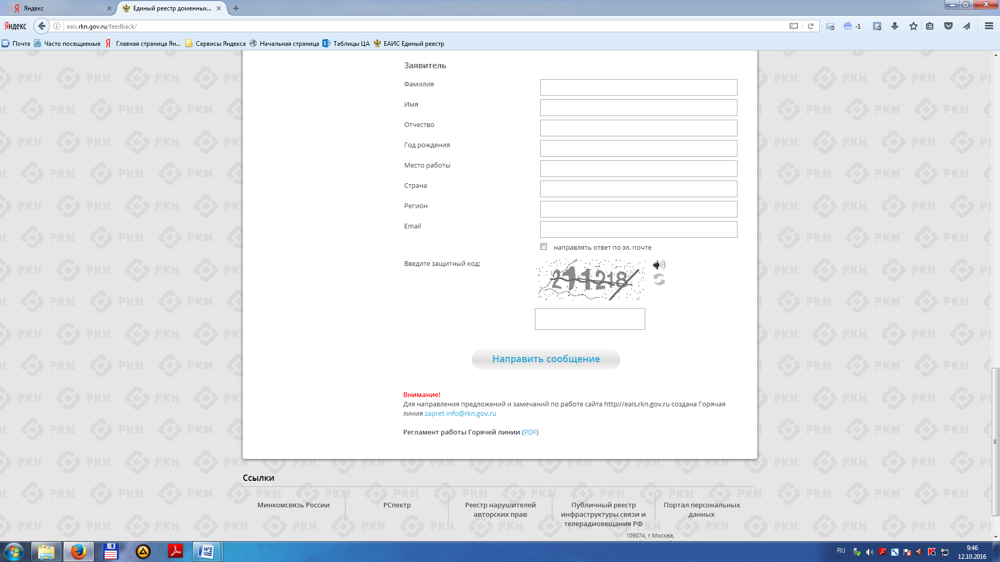 Яндекс
Единый реестр доменных...
Яндекс
eais.rkn.gov.ru/feedback/
-1
Почта
Часто посещаемые
Главная страница Ян...
Сервисы Яндекса
Начальная страница
Таблицы ЦА
ЕАИС Единый реестр
Заявитель
Фамилия
Имя
Отчество
Год рождения
Место работы
Страна
Регион
Email
направлять ответ по эл. почте
Введите защитный код:
211218
Направить сообщение
Внимание!
Для направления предложений и замечаний по работе сайта http://eais.rkn.gov.ru создана Горячая
линия zapret-info@rkn.gov.ru
Регламент работы Горячей линии (PDF)
Ссылки
Минкомсвязь России
РСпектр
Реестр нарушителей
авторских прав
Публичный реестр
инфраструктуры связи и
телерадиовещания РФ
Портал персональных
данных
109074, г.Москва,
RU
9:46
12.10.2016
РКН